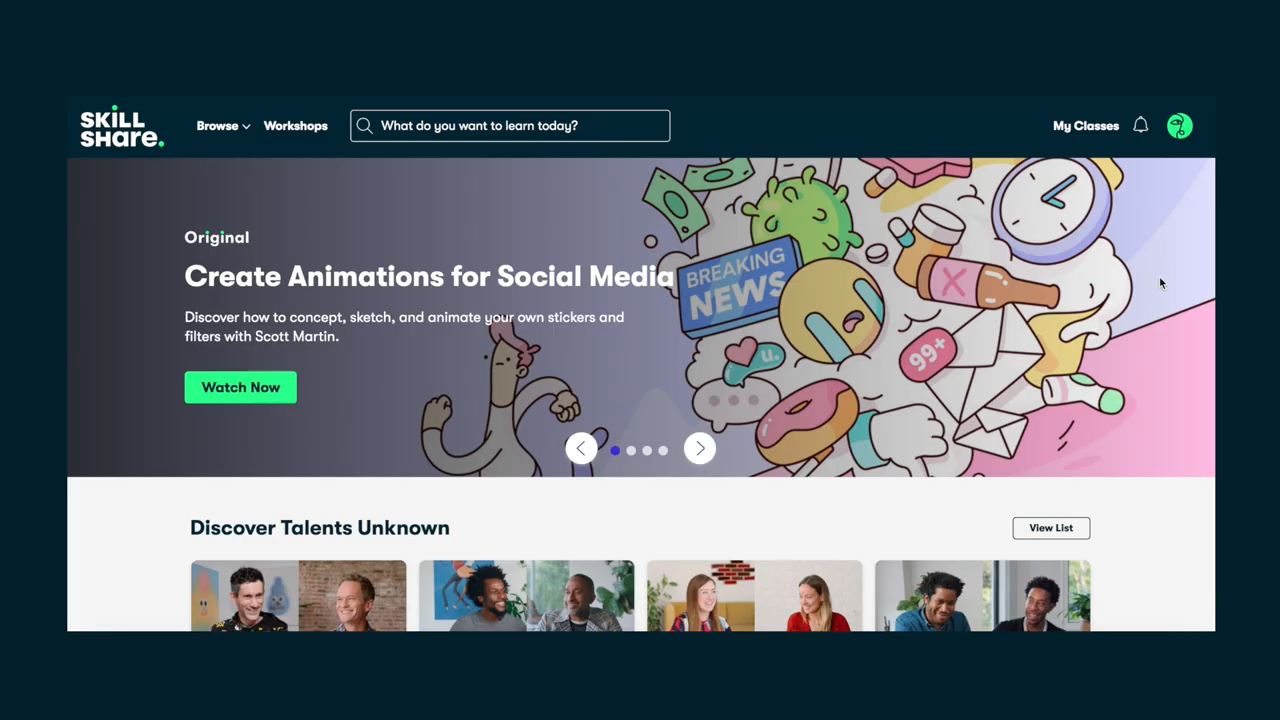 SKILL
SHare.
Browse
Workshops
What do you want to learn today?
My Classes
Original
Create Animations for Social Media
Discover how to concept, sketch, and animate your own stickers and
filters with Scott Martin.
Watch Now
BREAKING
NEWS
u.
99+
Discover Talents Unknown
View List